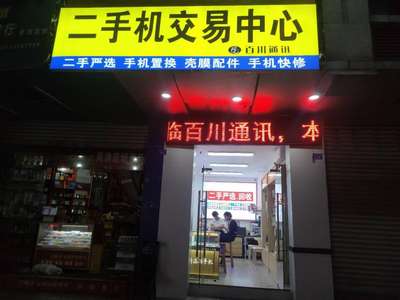 二手机交易中心
百川通讯
二手严选 手机置换 壳膜配件 手机快修
临百川通讯，本
二手严选 回收